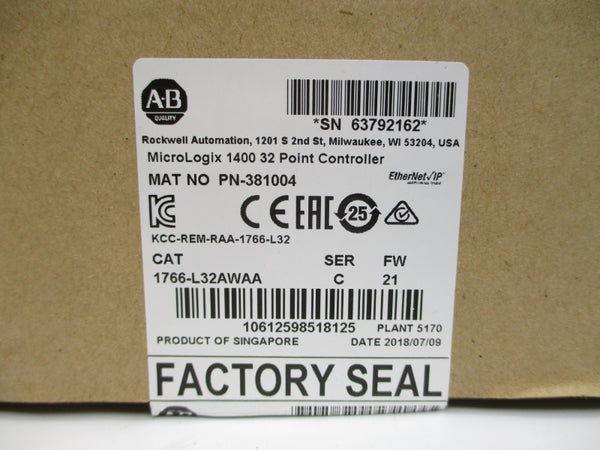 A-B
QUALITY
*SN 63792162*
Rockwell Automation, 1201 S 2nd St, Milwaukee, WI 53204, USA
MicroLogix 1400 32 Point Controller
MAT NO PN-381004
EtherNet/IP
CE EAC 25
KCC-REM-RAA-1766-L32
CAT SER FW
1766-L32AWAA C 21
10612598518125 PLANT 5170
PRODUCT OF SINGAPORE DATE 2018/07/09
FACTORY SEAL